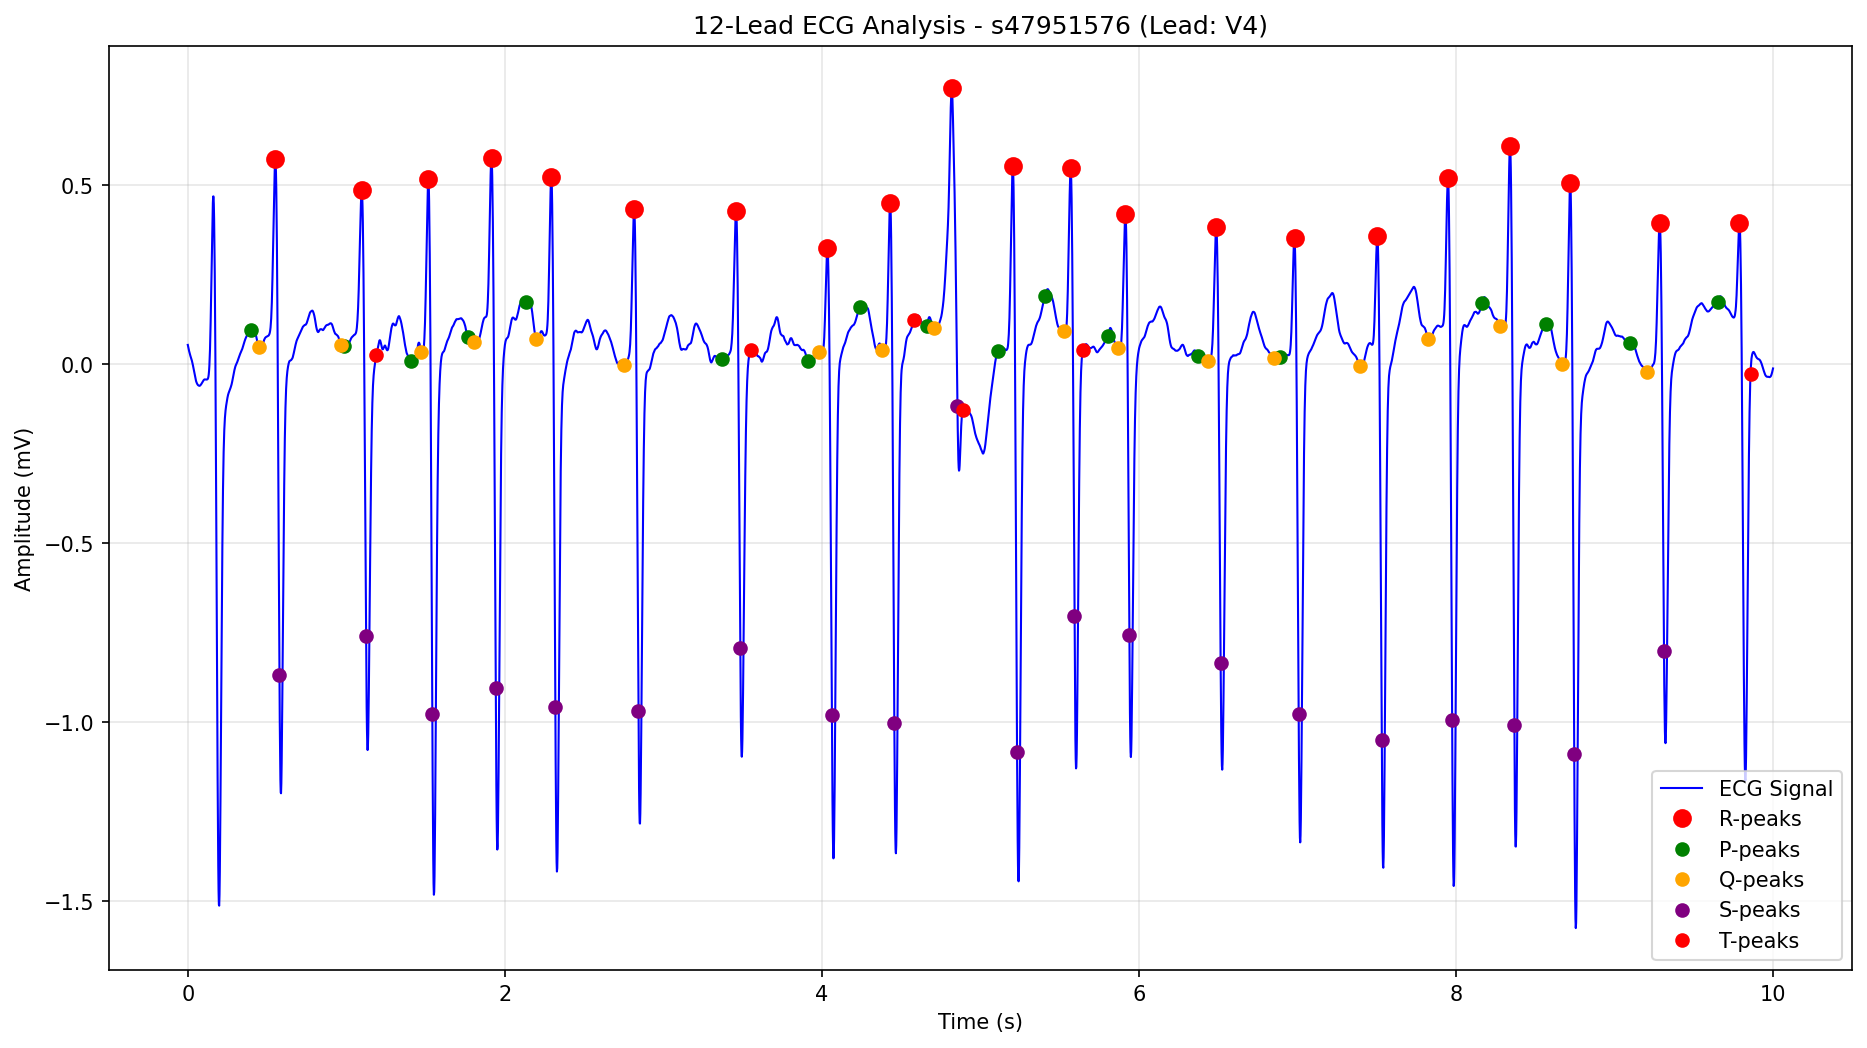 12-Lead ECG Analysis - s47951576 (Lead: V4)
Amplitude (mV)
0.5
0.0
−0.5
−1.0
−1.5
0
2
4
6
8
10
Time (s)
ECG Signal
R-peaks
P-peaks
Q-peaks
S-peaks
T-peaks